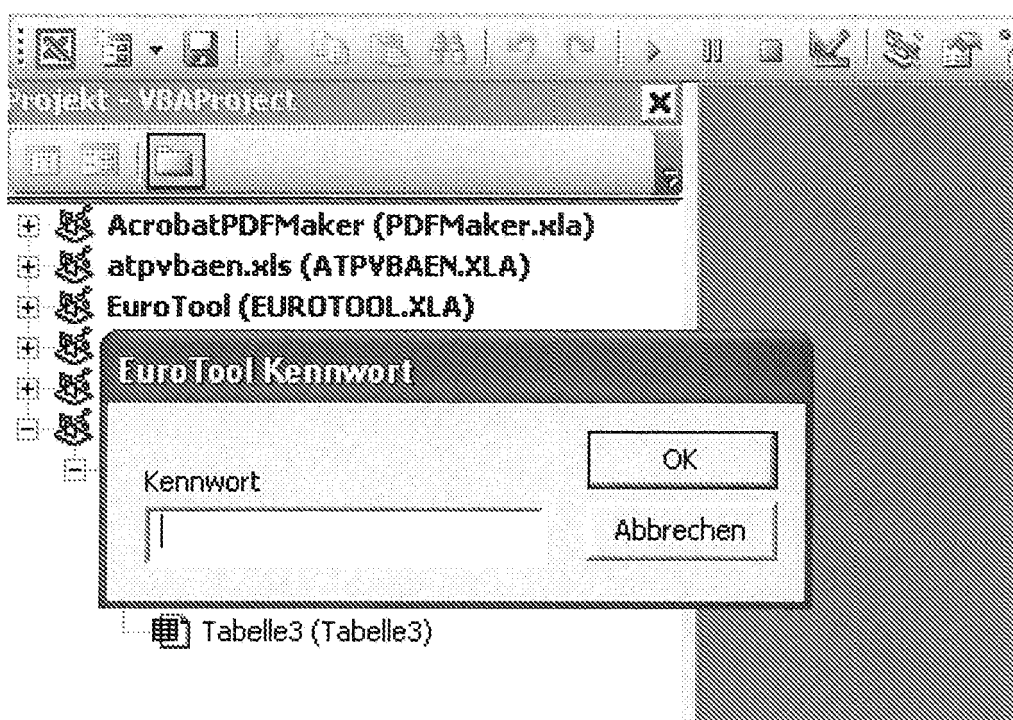 Projekt - VBAProject
AcrobatPDFMaker (PDFMaker.xla)
atpvbaen.xls (ATPVBAEN.XLA)
EuroTool (EUROTOOL.XLA)
EuroTool Kennwort
Kennwort
OK
Abbrechen
Tabelle3 (Tabelle3)